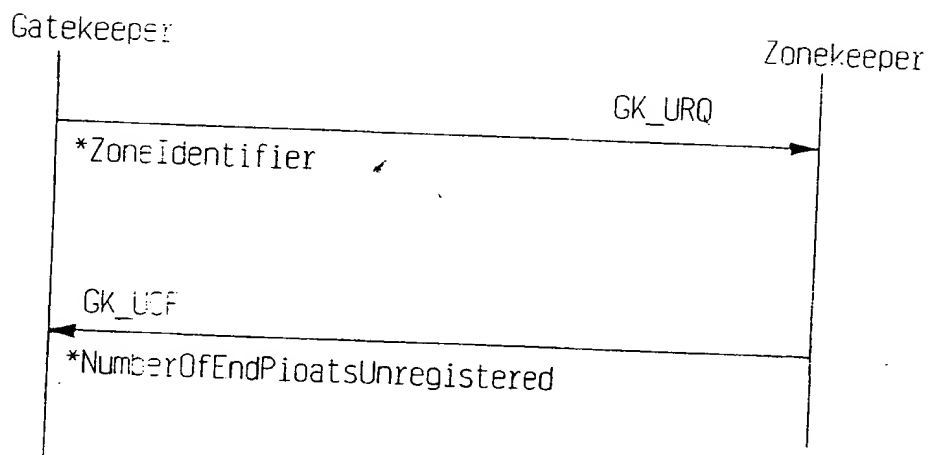 Gatekeeper
Zonekeeper
GK_URQ
*ZoneIdentifier
GK_UCF
*NumberOfEndPioatsUnregistered